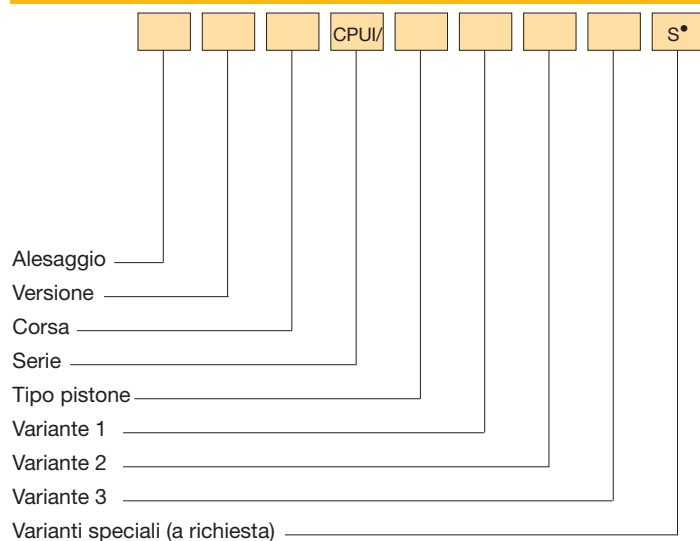 CPUI/ S●
Alesaggio
Versione
Corsa
Serie
Tipo pistone
Variante 1
Variante 2
Variante 3
Varianti speciali (a richiesta)